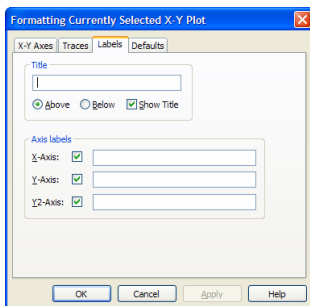 Formatting Currently Selected X-Y Plot
X-Y Axes Traces Labels Defaults
Title
Above Below Show Title
Axis labels
X-Axis:
Y-Axis:
Y2-Axis:
OK Cancel Apply Help